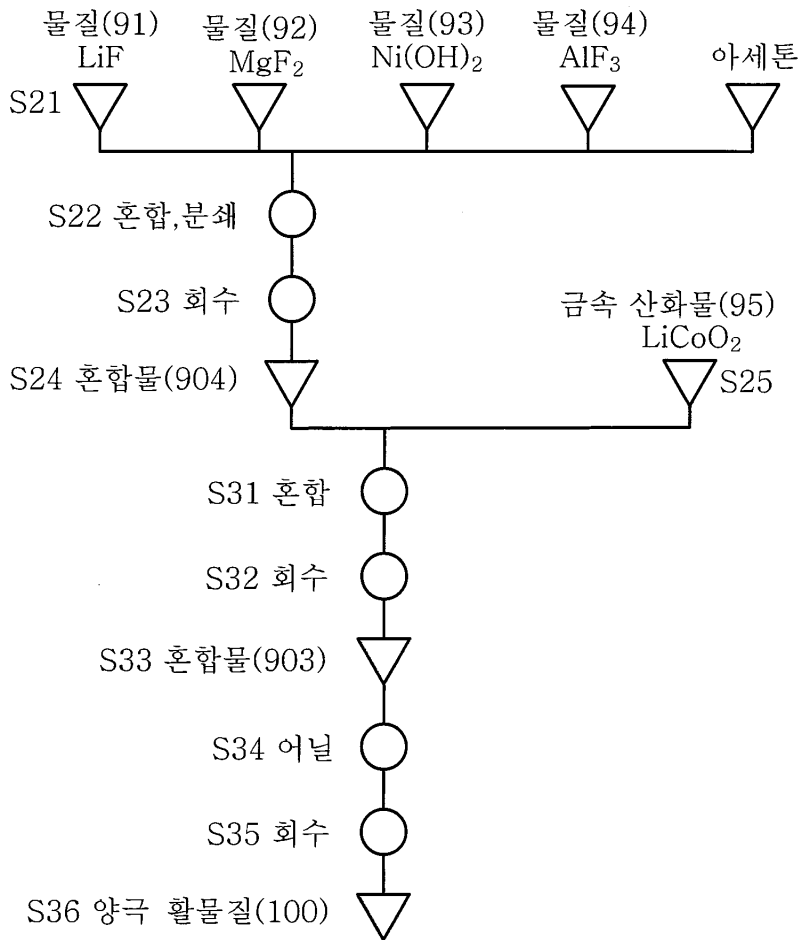 물질(91) 물질(92) 물질(93) 물질(94)
LiF MgF₂ Ni(OH)₂ AlF₃ 아세톤
S21
S22 혼합,분쇄
S23 회수
금속 산화물(95)
LiCoO₂
S24 혼합물(904)
S25
S31 혼합
S32 회수
S33 혼합물(903)
S34 어닐
S35 회수
S36 양극 활물질(100)